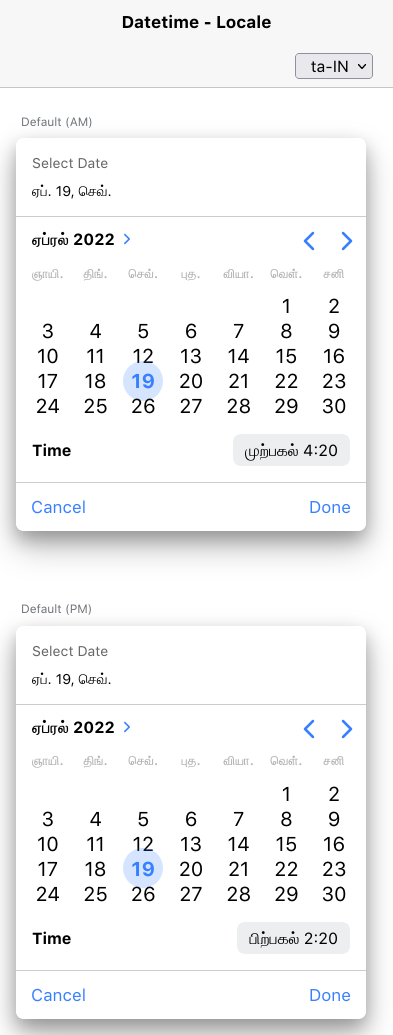 Datetime - Locale
ta-IN
Default (AM)
Select Date
ஏப். 19, செவ்.
ஏப்ரல் 2022
ஞாயி. திங். செவ். புத. வியா. வெள். சனி
1 2
3 4 5 6 7 8 9
10 11 12 13 14 15 16
17 18 19 20 21 22 23
24 25 26 27 28 29 30
Time முற்பகல் 4:20
Cancel Done
Default (PM)
Select Date
ஏப். 19, செவ்.
ஏப்ரல் 2022
ஞாயி. திங். செவ். புத. வியா. வெள். சனி
1 2
3 4 5 6 7 8 9
10 11 12 13 14 15 16
17 18 19 20 21 22 23
24 25 26 27 28 29 30
Time பிற்பகல் 2:20
Cancel Done